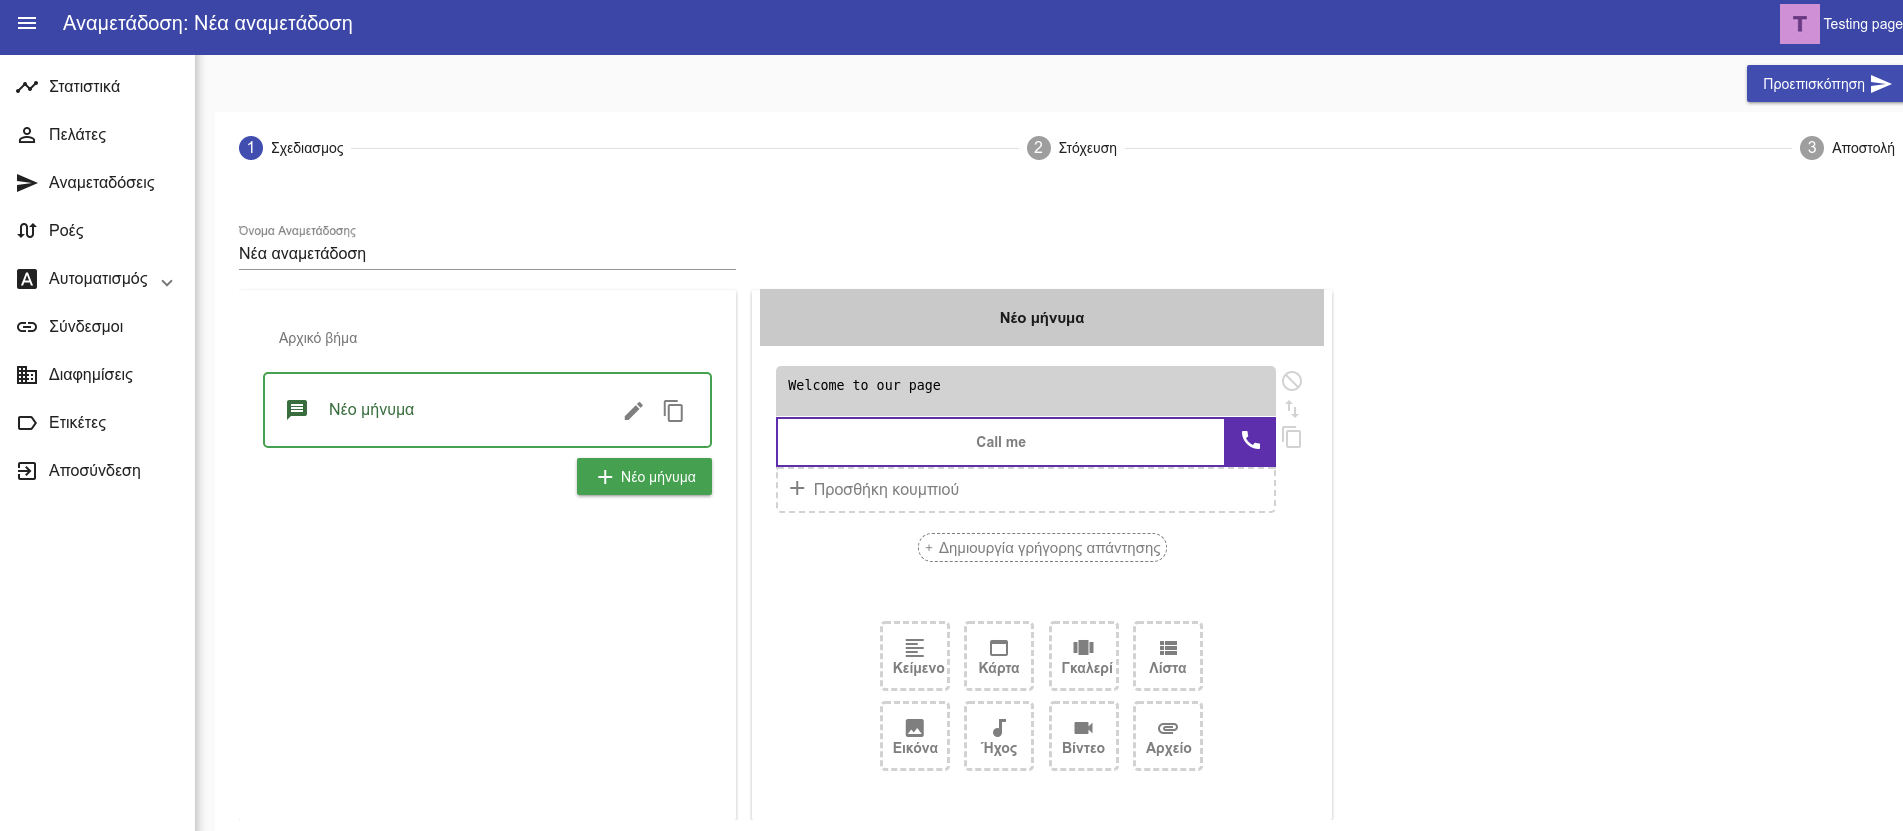 Αναμετάδοση: Νέα αναμετάδοση
T Testing page
Στατιστικά
Πελάτες
Αναμεταδόσεις
Ροές
A Αυτοματισμός
Σύνδεσμοι
Διαφημίσεις
Ετικέτες
Αποσύνδεση
Προεπισκόπηση
1 Σχεδιασμος
2 Στόχευση
3 Αποστολή
Όνομα Αναμετάδοσης
Νέα αναμετάδοση
Αρχικό βήμα
Νέο μήνυμα
+ Νέο μήνυμα
Νέο μήνυμα
Welcome to our page
Call me
+ Προσθήκη κουμπιού
+ Δημιουργία γρήγορης απάντησης
Κείμενο
Κάρτα
Γκαλερί
Λίστα
Εικόνα
Ήχος
Βίντεο
Αρχείο